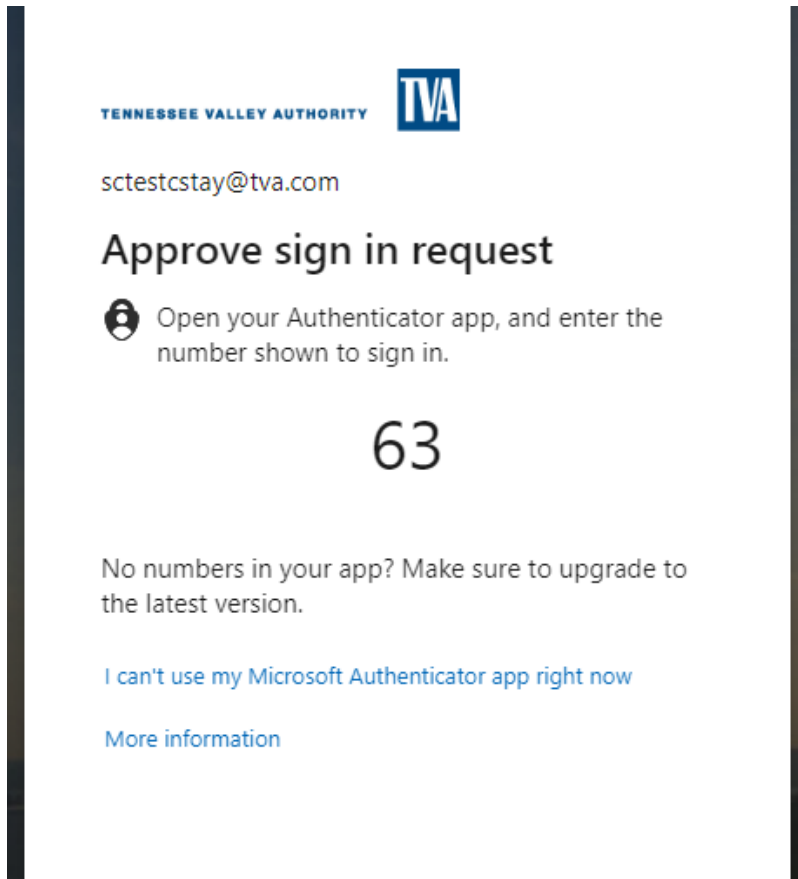 TENNESSEE VALLEY AUTHORITY TVA
sctestcstay@tva.com
Approve sign in request
Open your Authenticator app, and enter the
number shown to sign in.
63
No numbers in your app? Make sure to upgrade to
the latest version.
I can't use my Microsoft Authenticator app right now
More information